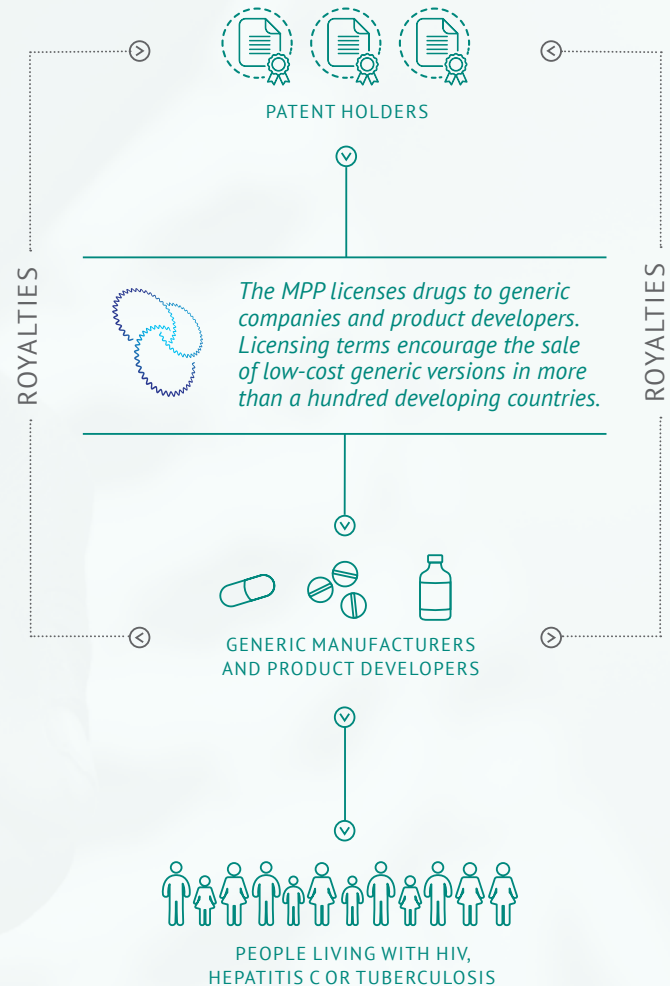 PATENT HOLDERS
ROYALTIES
The MPP licenses drugs to generic
companies and product developers.
Licensing terms encourage the sale
of low-cost generic versions in more
than a hundred developing countries.
ROYALTIES
GENERIC MANUFACTURERS
AND PRODUCT DEVELOPERS
PEOPLE LIVING WITH HIV,
HEPATITIS C OR TUBERCULOSIS